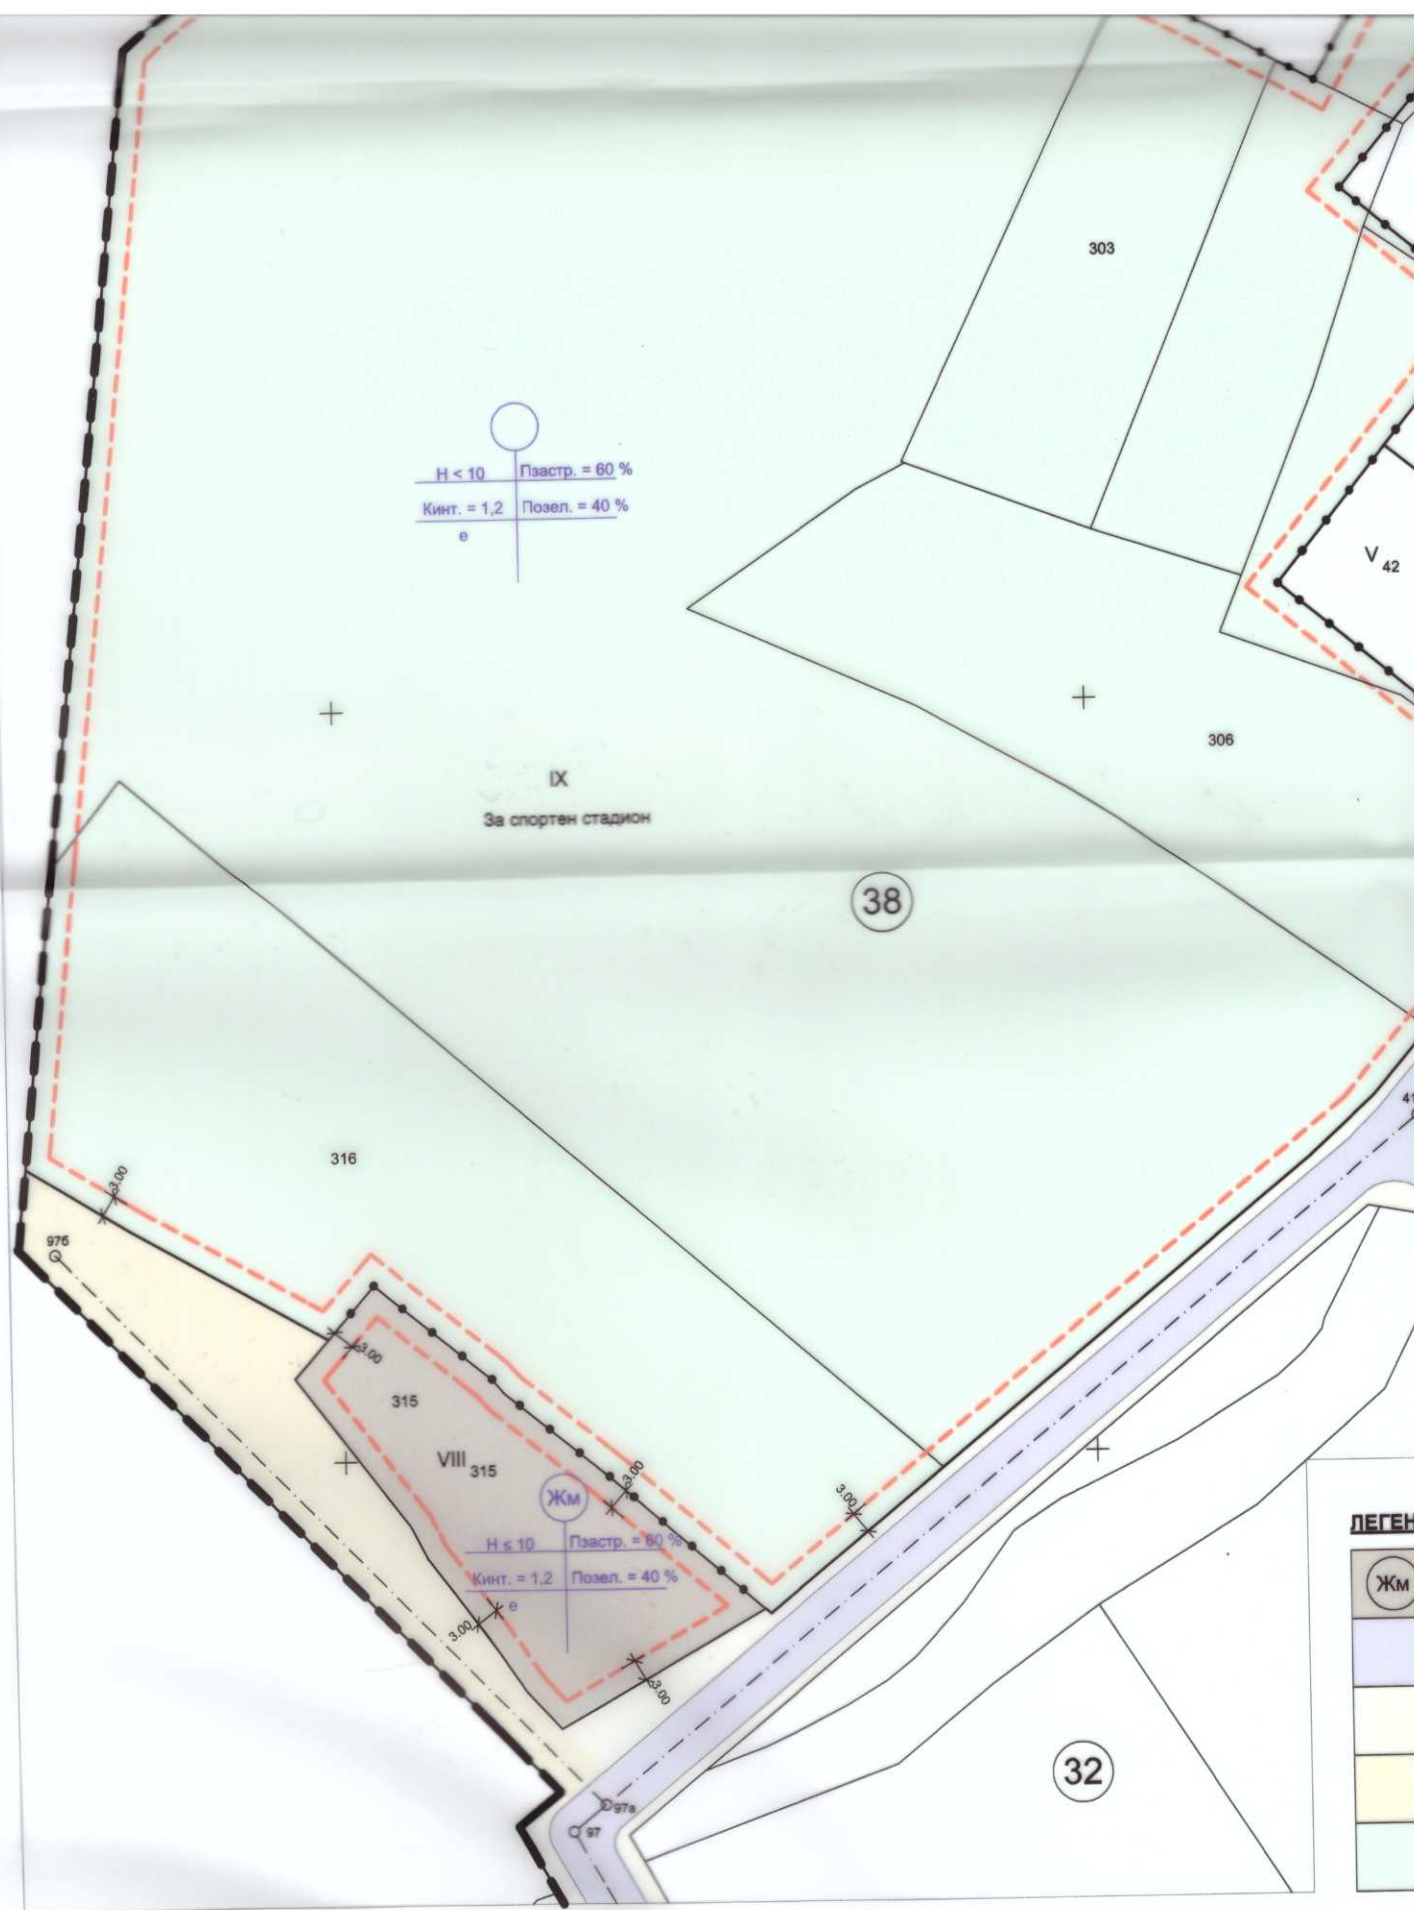 303
H < 10 Пзастр. = 60 %
Кинт. = 1,2 Позел. = 40 %
е
V 42
306
IX
За спортен стадион
38
41
316
3.00
97б
3.00
315
VIII 315
3.00
3.00
Жм
H ≤ 10 Пзастр. = 60 %
Кинт. = 1,2 Позел. = 40 %
е
3.00
3.00
ЛЕГЕН
Жм
32
97а
97